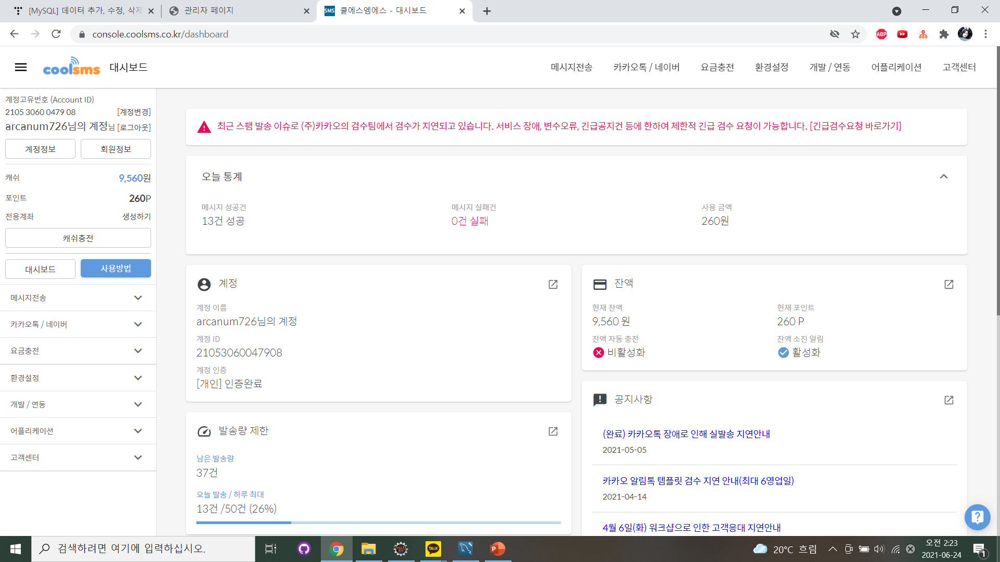 [MySQL] 데이터 추가, 수정, 삭제
관리자 페이지
SMS 쿨에스엠에스 - 대시보드
console.coolsms.co.kr/dashboard
ABP
coolsms 대시보드
메시지전송 카카오톡 / 네이버 요금충전 환경설정 개발 / 연동 어플리케이션 고객센터
계정고유번호 (Account ID)
2105 3060 0479 08 [계정변경]
arcanum726님의 계정님 [로그아웃]
계정정보 회원정보
캐쉬 9,560원
포인트 260P
전용계좌 생성하기
캐쉬충전
대시보드 사용방법
메시지전송
카카오톡 / 네이버
요금충전
환경설정
개발 / 연동
어플리케이션
고객센터
최근 스팸 발송 이슈로 (주)카카오의 검수팀에서 검수가 지연되고 있습니다. 서비스 장애, 변수오류, 긴급공지건 등에 한하여 제한적 긴급 검수 요청이 가능합니다. [긴급검수요청 바로가기]
오늘 통계
메시지 성공건 메시지 실패건 사용 금액
13건 성공 0건 실패 260원
계정
계정 이름
arcanum726님의 계정
계정 ID
21053060047908
계정 인증
[개인] 인증완료
발송량 제한
남은 발송량
37건
오늘 발송 / 하루 최대
13건 /50건 (26%)
잔액
현재 잔액 현재 포인트
9,560 원 260 P
잔액 자동 충전 잔액 소진 알림
비활성화 활성화
공지사항
(완료) 카카오톡 장애로 인해 실발송 지연안내
2021-05-05
카카오 알림톡 템플릿 검수 지연 안내(최대 6영업일)
2021-04-14
4월 6일(화) 워크샵으로 인한 고객응대 지연안내
검색하려면 여기에 입력하십시오.
TALK
P
20°C 흐림
오전 2:23
2021-06-24
1